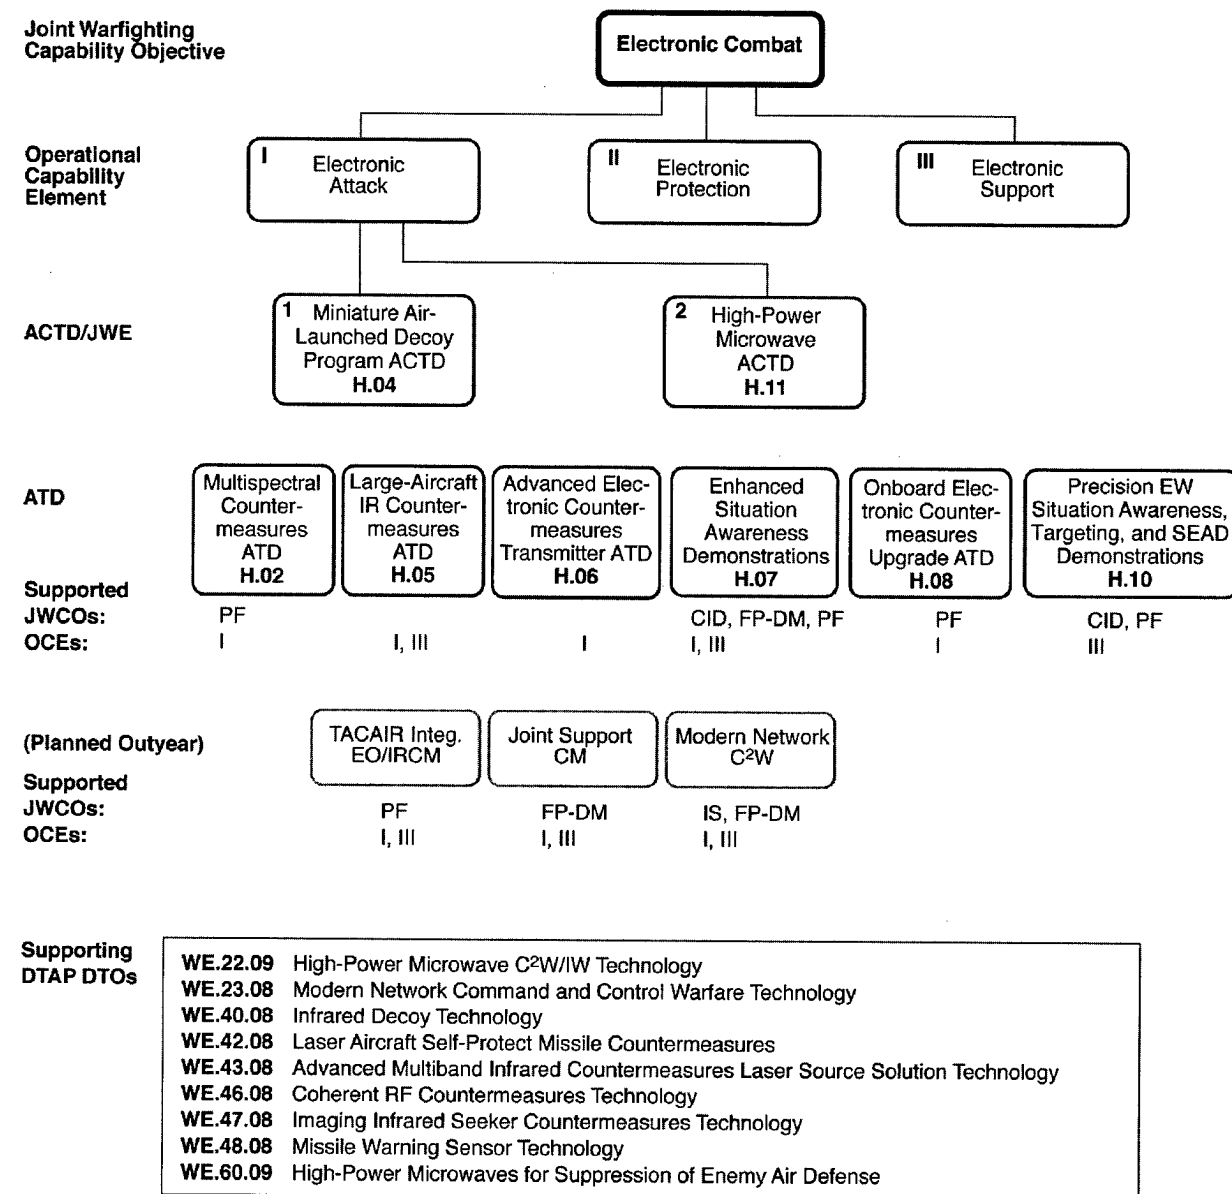 Joint Warfighting
Capability Objective
Electronic Combat
Operational
Capability
Element
I
Electronic
Attack
II
Electronic
Protection
III
Electronic
Support
ACTD/JWE
1 Miniature Air-
Launched Decoy
Program ACTD
H.04
2 High-Power
Microwave
ACTD
H.11
ATD
Multispectral
Counter-
measures
ATD
H.02
Large-Aircraft
IR Counter-
measures
ATD
H.05
Advanced Elec-
tronic Counter-
measures
Transmitter ATD
H.06
Enhanced
Situation
Awareness
Demonstrations
H.07
Onboard Elec-
tronic Counter-
measures
Upgrade ATD
H.08
Precision EW
Situation Awareness,
Targeting, and SEAD
Demonstrations
H.10
Supported
JWCOs: PF CID, FP-DM, PF PF CID, PF
OCEs: I I, III I I, III I III
(Planned Outyear)
TACAIR Integ.
EO/IRCM
Joint Support
CM
Modern Network
C²W
Supported
JWCOs: PF FP-DM IS, FP-DM
OCEs: I, III I, III I, III
Supporting
DTAP DTOs
WE.22.09 High-Power Microwave C²W/IW Technology
WE.23.08 Modern Network Command and Control Warfare Technology
WE.40.08 Infrared Decoy Technology
WE.42.08 Laser Aircraft Self-Protect Missile Countermeasures
WE.43.08 Advanced Multiband Infrared Countermeasures Laser Source Solution Technology
WE.46.08 Coherent RF Countermeasures Technology
WE.47.08 Imaging Infrared Seeker Countermeasures Technology
WE.48.08 Missile Warning Sensor Technology
WE.60.09 High-Power Microwaves for Suppression of Enemy Air Defense